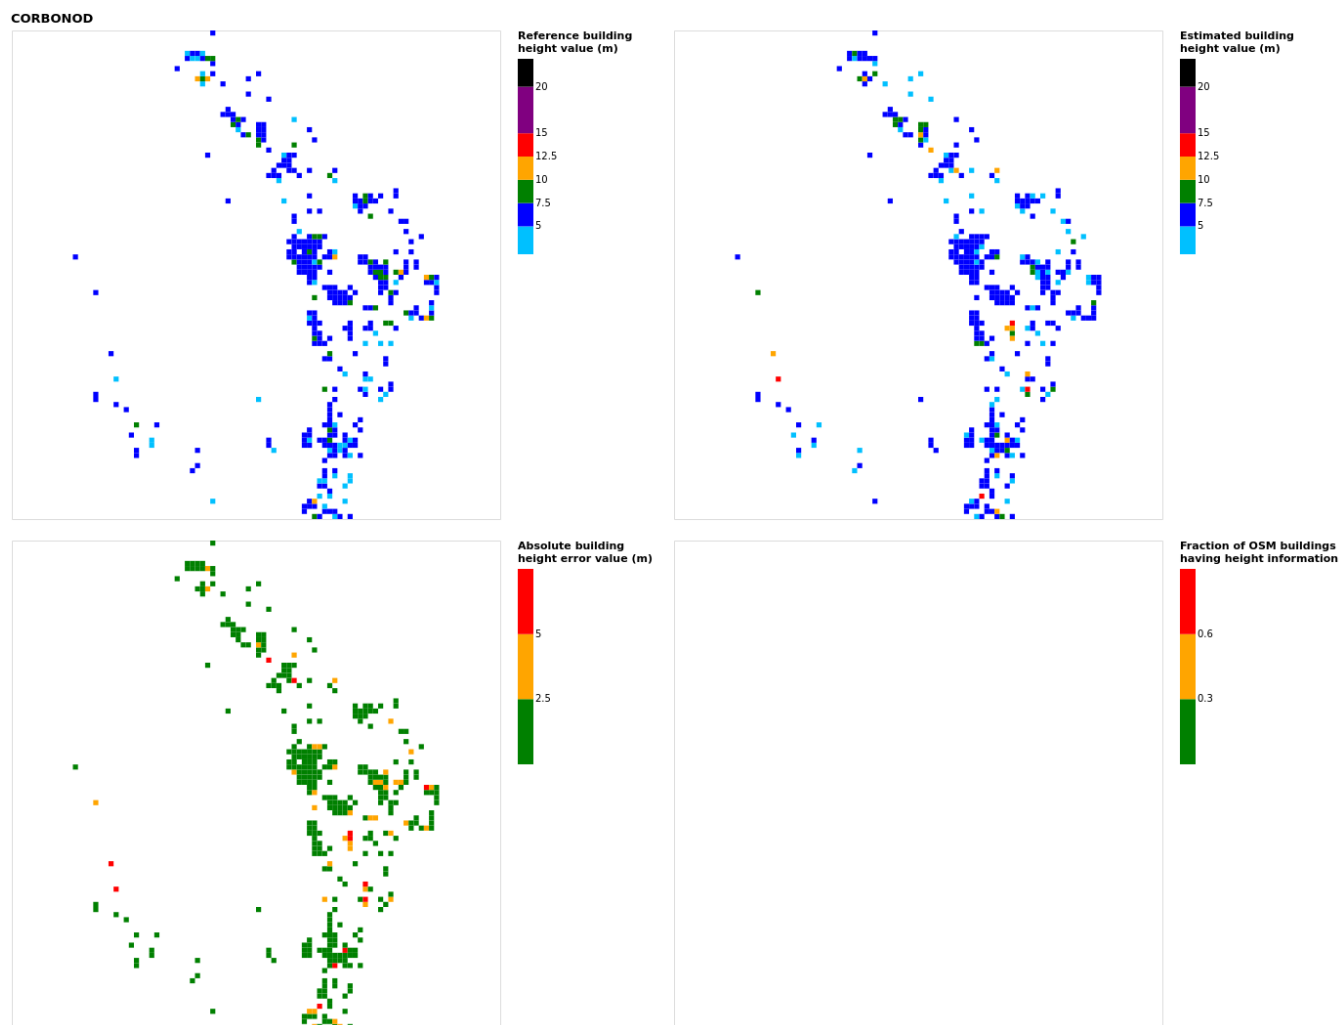 CORBONOD
Reference building
height value (m)
20
15
12.5
10
7.5
5
Estimated building
height value (m)
20
15
12.5
10
7.5
5
Absolute building
height error value (m)
5
2.5
Fraction of OSM buildings
having height information
0.6
0.3